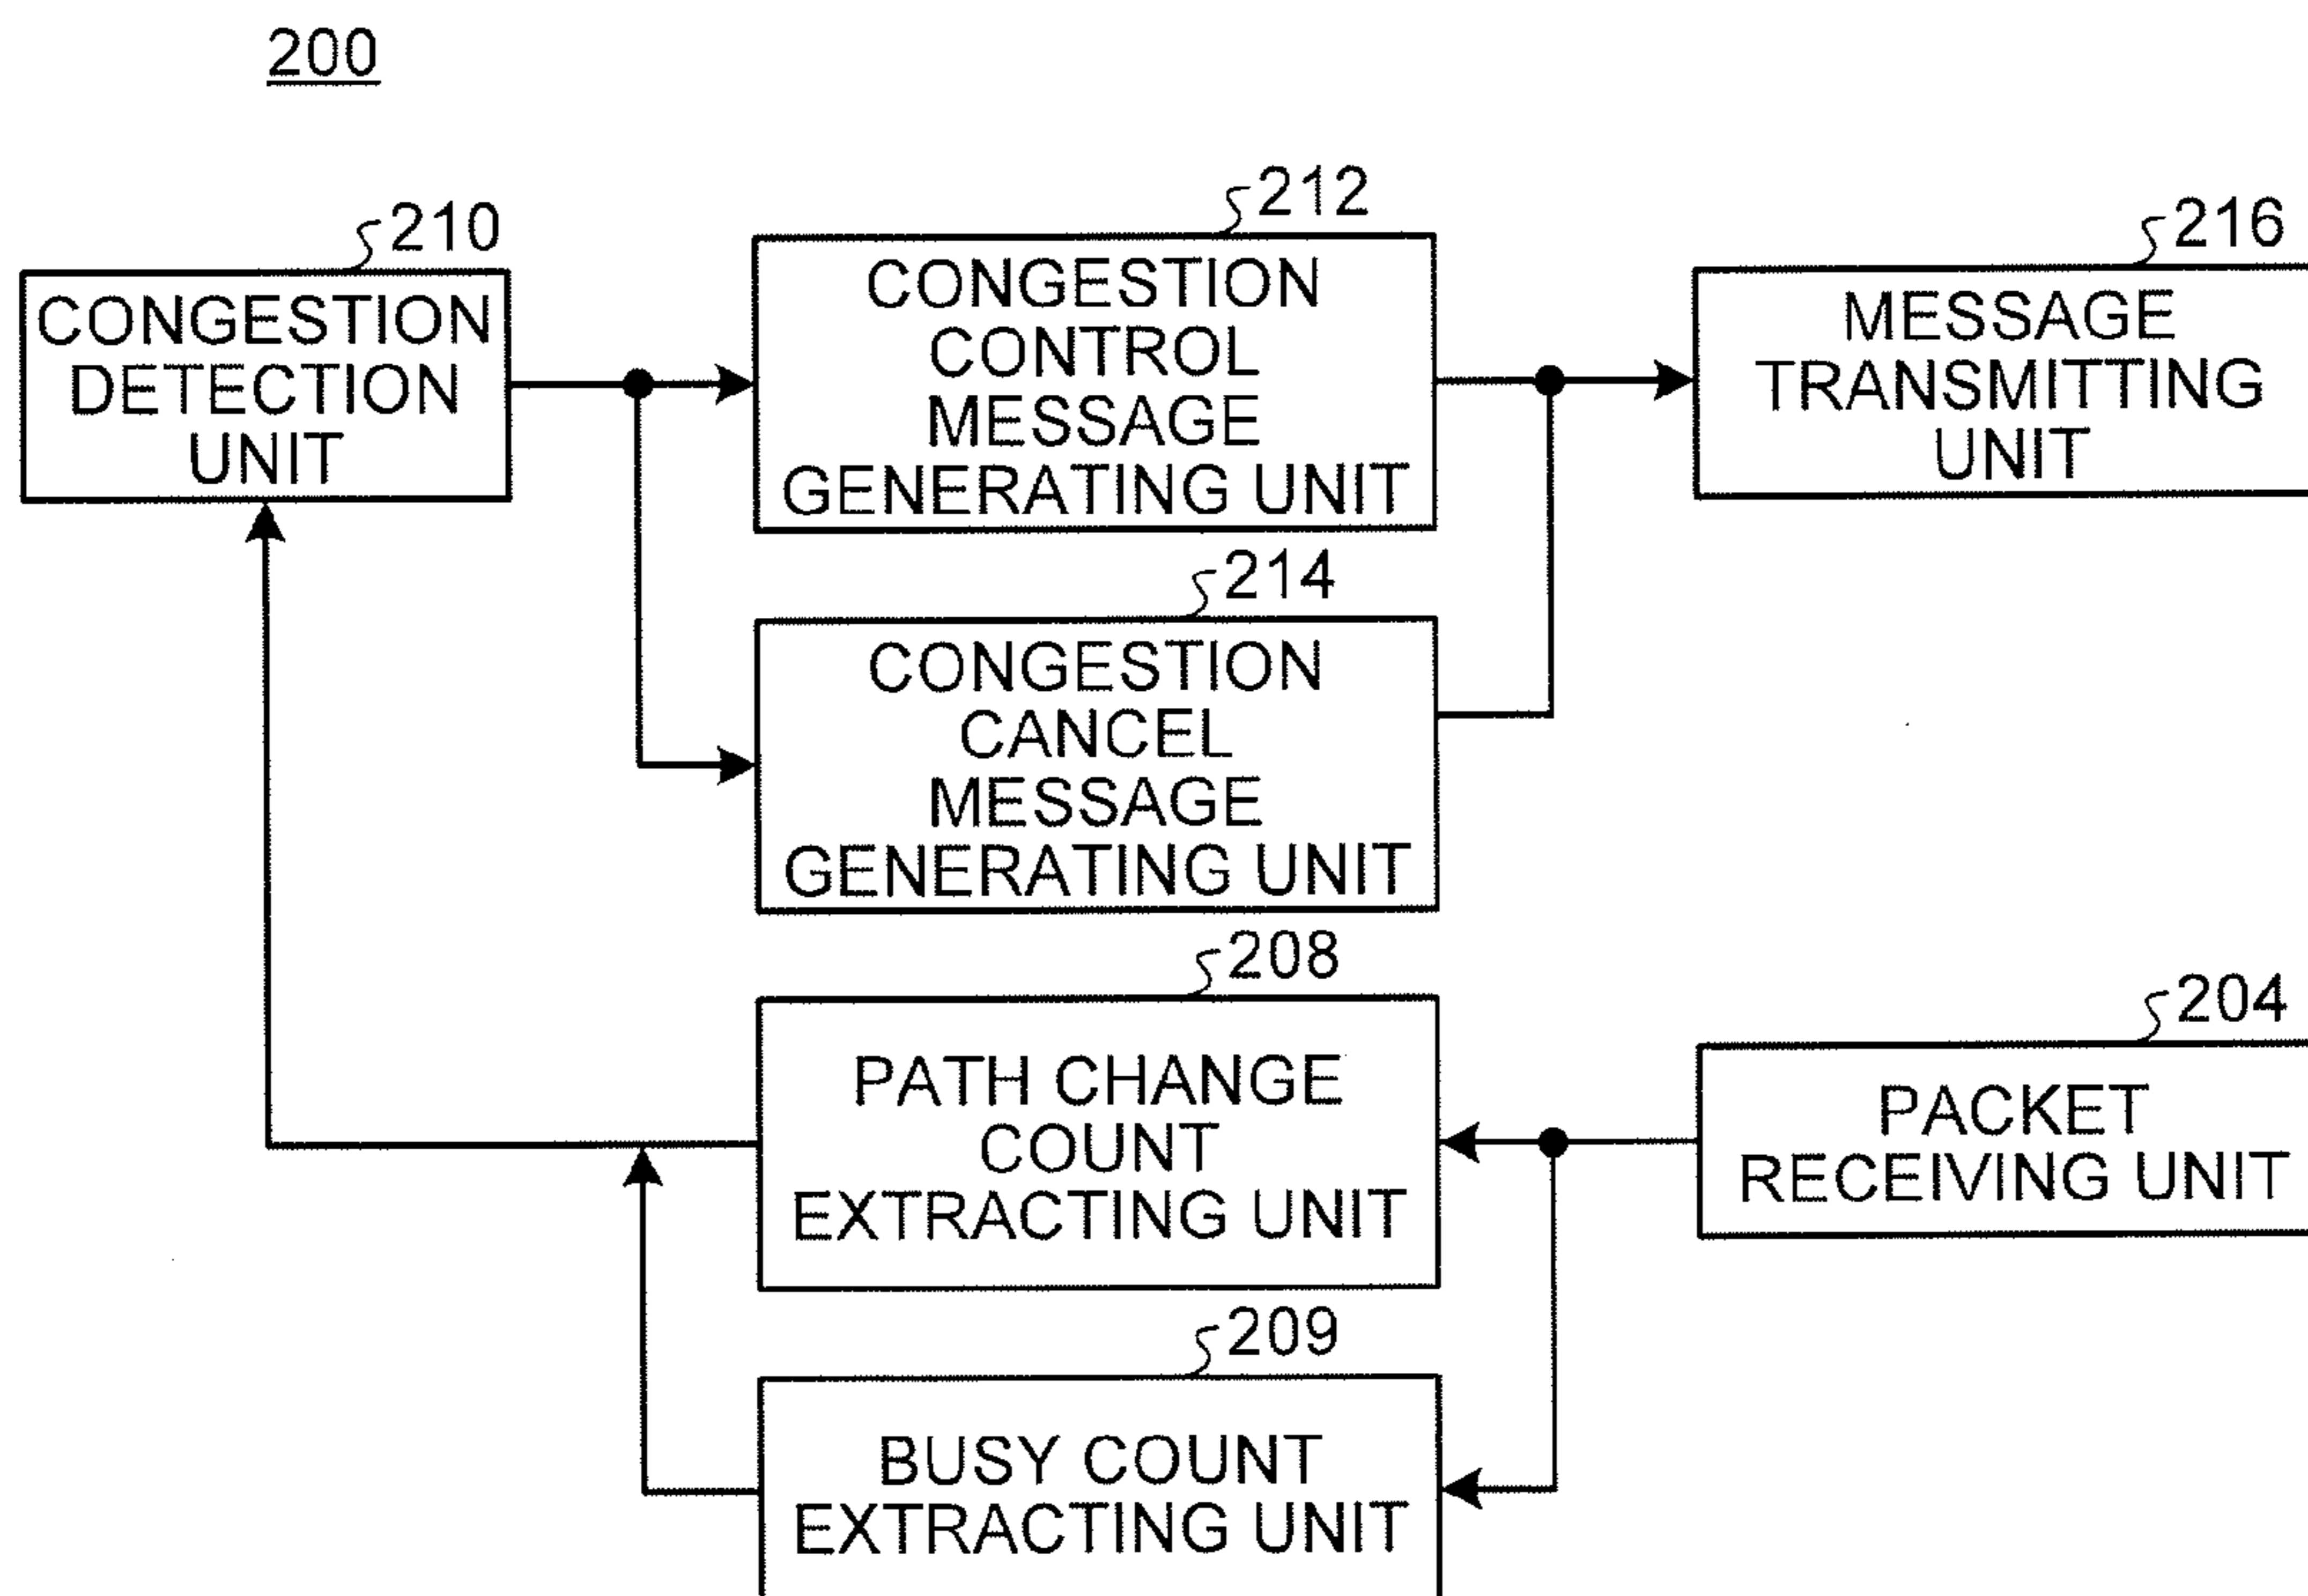 200
210
CONGESTION
DETECTION
UNIT
212
CONGESTION
CONTROL
MESSAGE
GENERATING UNIT
216
MESSAGE
TRANSMITTING
UNIT
214
CONGESTION
CANCEL
MESSAGE
GENERATING UNIT
208
PATH CHANGE
COUNT
EXTRACTING UNIT
204
PACKET
RECEIVING UNIT
209
BUSY COUNT
EXTRACTING UNIT